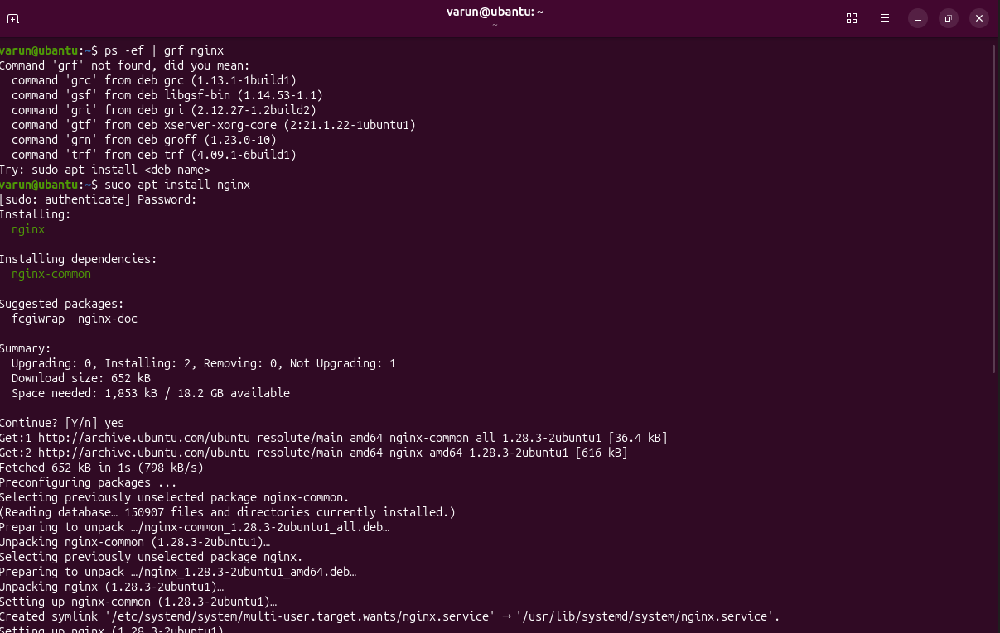 varun@ubantu: ~
~
varun@ubantu:~$ ps -ef | grf nginx
Command 'grf' not found, did you mean:
  command 'grc' from deb grc (1.13.1-1build1)
  command 'gsf' from deb libgsf-bin (1.14.53-1.1)
  command 'gri' from deb gri (2.12.27-1.2build2)
  command 'gtf' from deb xserver-xorg-core (2:21.1.22-1ubuntu1)
  command 'grn' from deb groff (1.23.0-10)
  command 'trf' from deb trf (4.09.1-6build1)
Try: sudo apt install <deb name>
varun@ubantu:~$ sudo apt install nginx
[sudo: authenticate] Password:
Installing:
  nginx

Installing dependencies:
  nginx-common

Suggested packages:
  fcgiwrap  nginx-doc

Summary:
  Upgrading: 0, Installing: 2, Removing: 0, Not Upgrading: 1
  Download size: 652 kB
  Space needed: 1,853 kB / 18.2 GB available

Continue? [Y/n] yes
Get:1 http://archive.ubuntu.com/ubuntu resolute/main amd64 nginx-common all 1.28.3-2ubuntu1 [36.4 kB]
Get:2 http://archive.ubuntu.com/ubuntu resolute/main amd64 nginx amd64 1.28.3-2ubuntu1 [616 kB]
Fetched 652 kB in 1s (798 kB/s)
Preconfiguring packages ...
Selecting previously unselected package nginx-common.
(Reading database… 150907 files and directories currently installed.)
Preparing to unpack …/nginx-common_1.28.3-2ubuntu1_all.deb…
Unpacking nginx-common (1.28.3-2ubuntu1)…
Selecting previously unselected package nginx.
Preparing to unpack …/nginx_1.28.3-2ubuntu1_amd64.deb…
Unpacking nginx (1.28.3-2ubuntu1)…
Setting up nginx-common (1.28.3-2ubuntu1)…
Created symlink '/etc/systemd/system/multi-user.target.wants/nginx.service' → '/usr/lib/systemd/system/nginx.service'.
Setting up nginx (1.28.3-2ubuntu1)